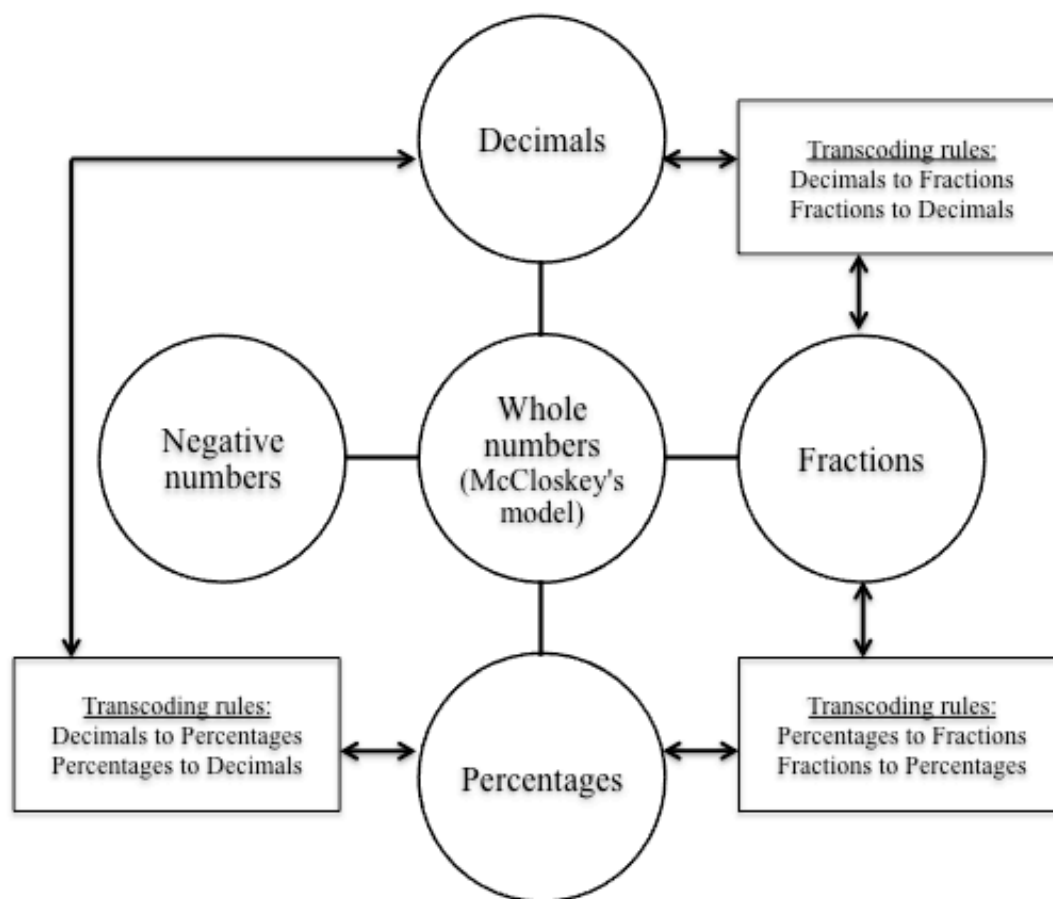 Decimals
Transcoding rules:
Decimals to Fractions
Fractions to Decimals
Negative
numbers
Whole
numbers
(McCloskey's
model)
Fractions
Transcoding rules:
Decimals to Percentages
Percentages to Decimals
Percentages
Transcoding rules:
Percentages to Fractions
Fractions to Percentages